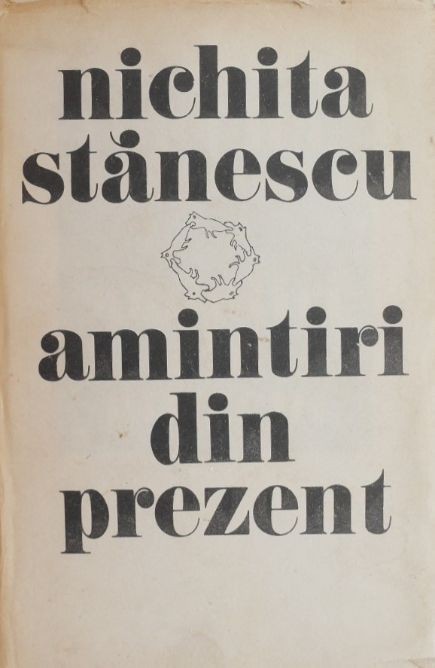 nichita
stănescu
amintiri
din
prezent